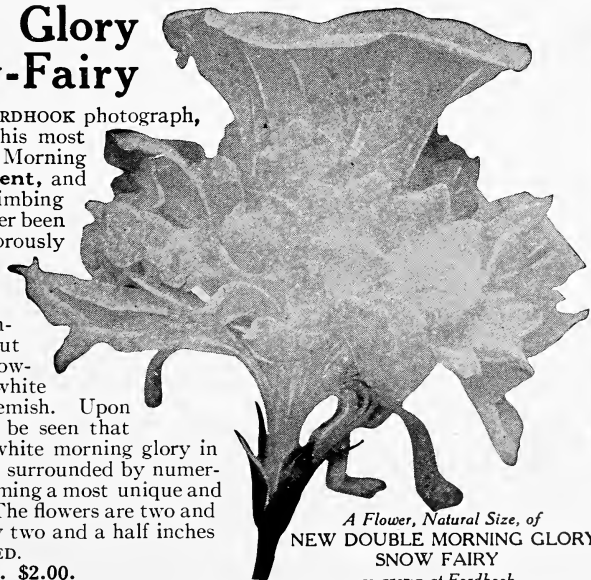 Glory
-Fairy
RDHOOK photograph,
his most
Morning
ent, and
imbing
er been
orously
n-
ut
ow-
white
emish. Upon
be seen that
white morning glory in
surrounded by numer-
ming a most unique and
The flowers are two and
two and a half inches
ED.
$2.00.
A Flower, Natural Size, of
NEW DOUBLE MORNING GLORY
SNOW FAIRY